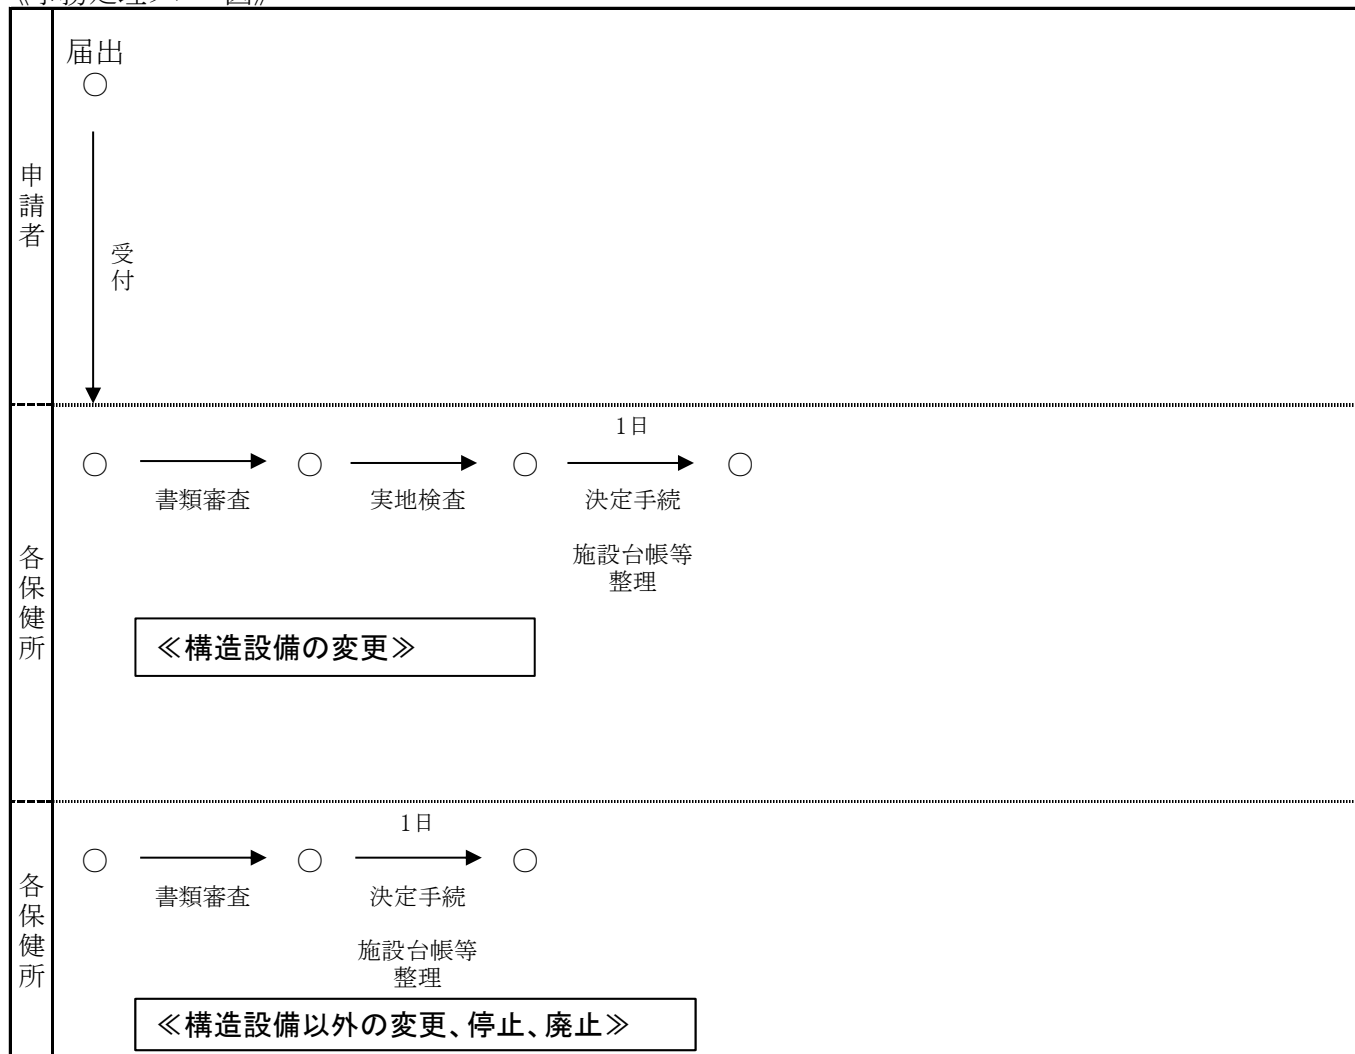 届出
○
申請者
受付
1日
○ ○ ○ ○
書類審査 実地検査 決定手続
施設台帳等
整理
各保健所
≪構造設備の変更≫
1日
○ ○ ○
書類審査 決定手続
施設台帳等
整理
各保健所
≪構造設備以外の変更、停止、廃止≫